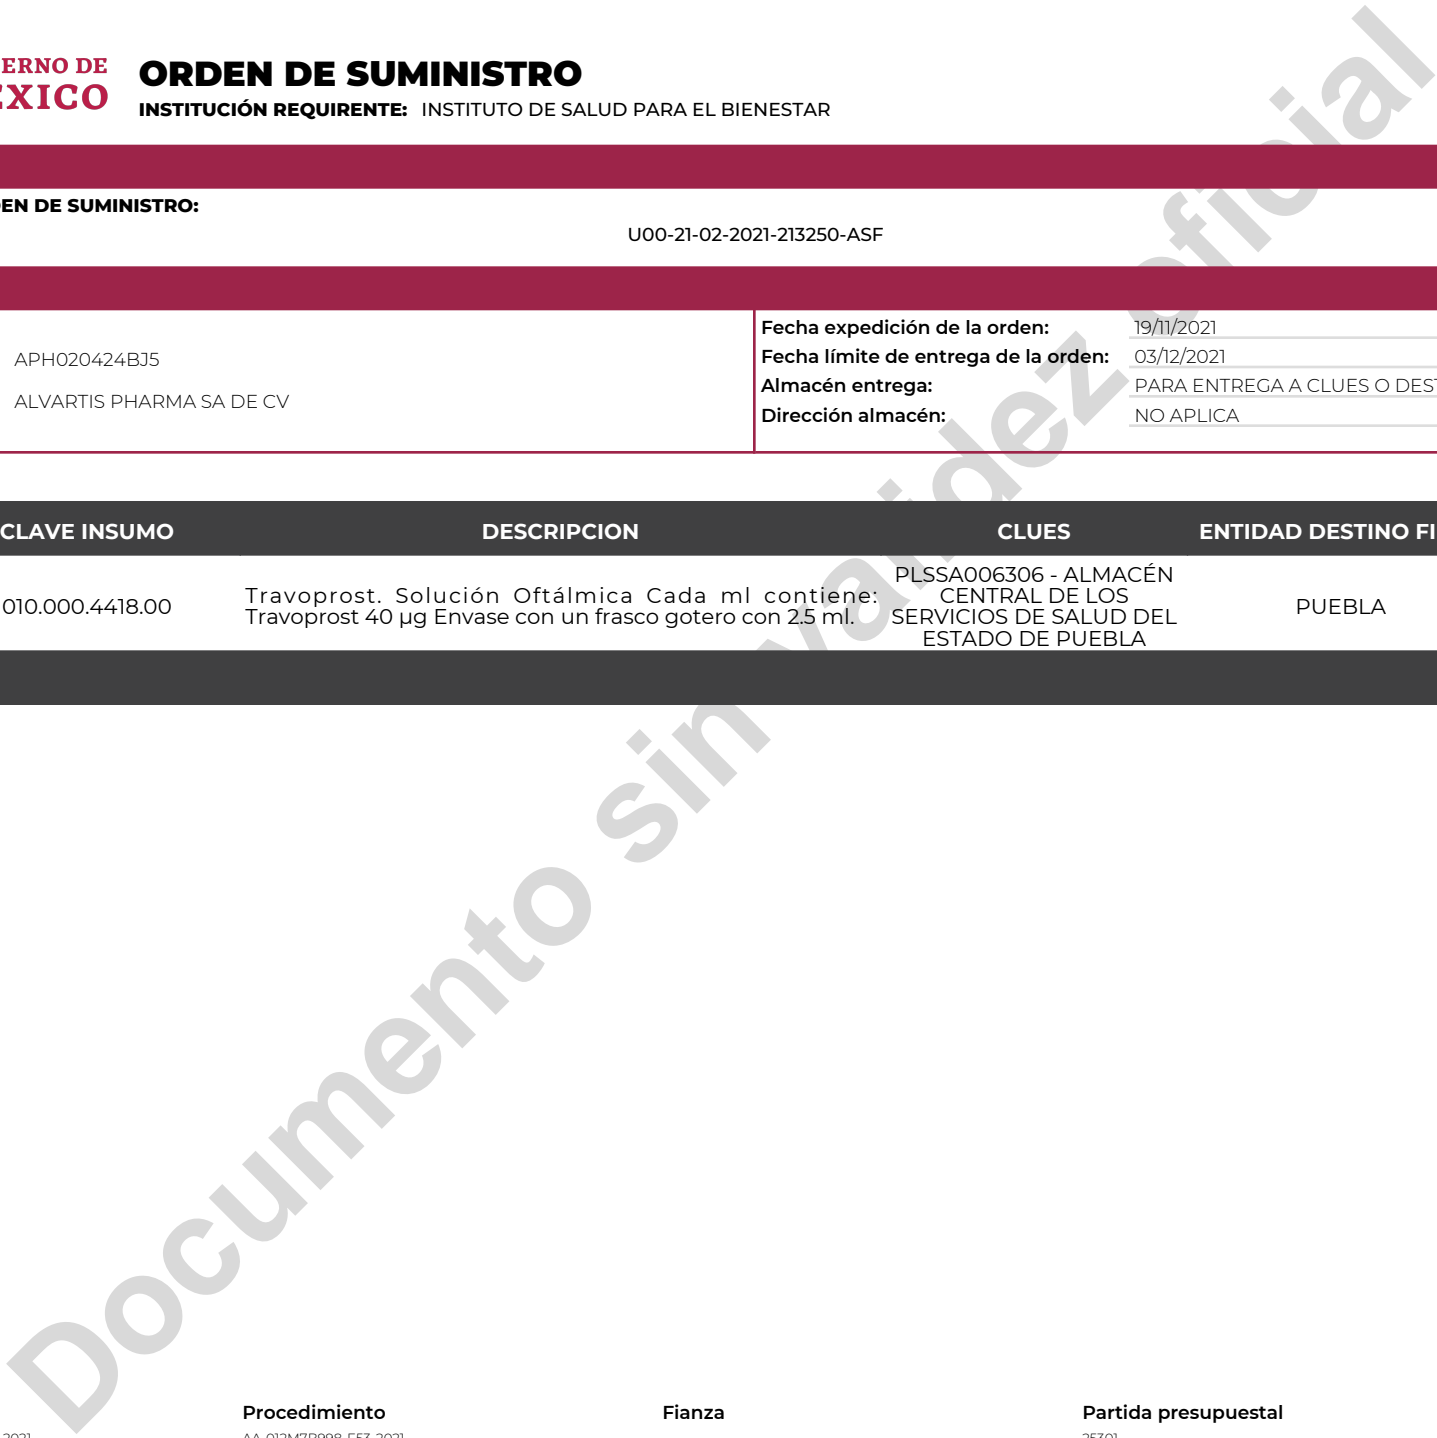 ERNO DE
EXICO
ORDEN DE SUMINISTRO
INSTITUCIÓN REQUIRENTE: INSTITUTO DE SALUD PARA EL BIENESTAR
EN DE SUMINISTRO:
U00-21-02-2021-213250-ASF
APH020424BJ5
ALVARTIS PHARMA SA DE CV
Fecha expedición de la orden: 19/11/2021
Fecha límite de entrega de la orden: 03/12/2021
Almacén entrega: PARA ENTREGA A CLUES O DEST
Dirección almacén: NO APLICA
CLAVE INSUMO DESCRIPCION CLUES ENTIDAD DESTINO FI
010.000.4418.00
Travoprost. Solución Oftálmica Cada ml contiene:
Travoprost 40 µg Envase con un frasco gotero con 2.5 ml.
PLSSA006306 - ALMACÉN
CENTRAL DE LOS
SERVICIOS DE SALUD DEL
ESTADO DE PUEBLA
PUEBLA
Documento sin validez oficial
Procedimiento Fianza Partida presupuestal